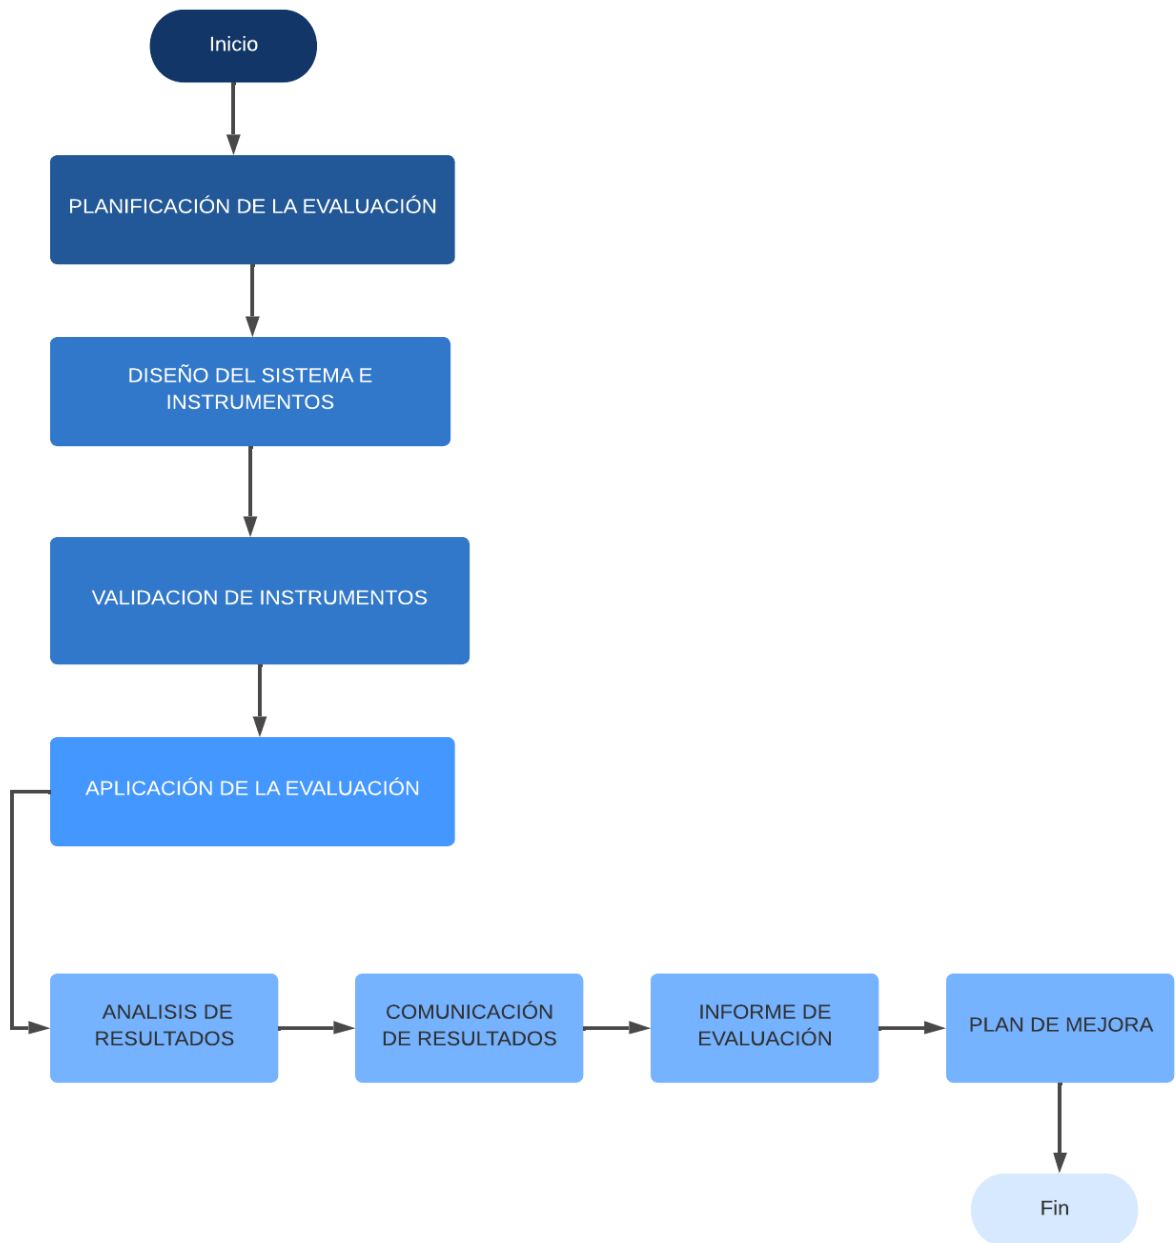 Inicio
PLANIFICACIÓN DE LA EVALUACIÓN
DISEÑO DEL SISTEMA E
INSTRUMENTOS
VALIDACION DE INSTRUMENTOS
APLICACIÓN DE LA EVALUACIÓN
ANALISIS DE
RESULTADOS
COMUNICACIÓN
DE RESULTADOS
INFORME DE
EVALUACIÓN
PLAN DE MEJORA
Fin